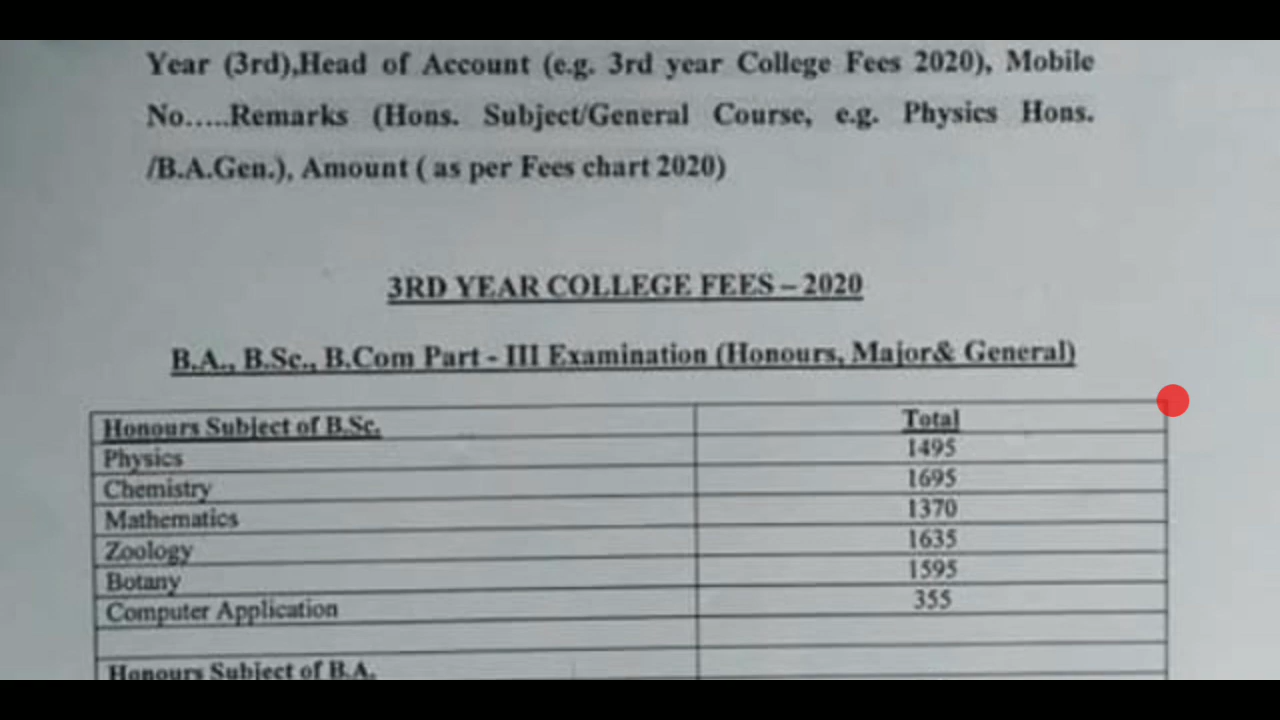 Year (3rd),Head of Account (e.g. 3rd year College Fees 2020), Mobile
No.....Remarks (Hons. Subject/General Course, e.g. Physics Hons.
/B.A.Gen.), Amount ( as per Fees chart 2020)
3RD YEAR COLLEGE FEES – 2020
B.A., B.Sc., B.Com Part - III Examination (Honours, Major& General)
Honours Subject of B.Sc. Total
Physics 1495
Chemistry 1695
Mathematics 1370
Zoology 1635
Botany 1595
Computer Application 355
Honours Subject of B.A.